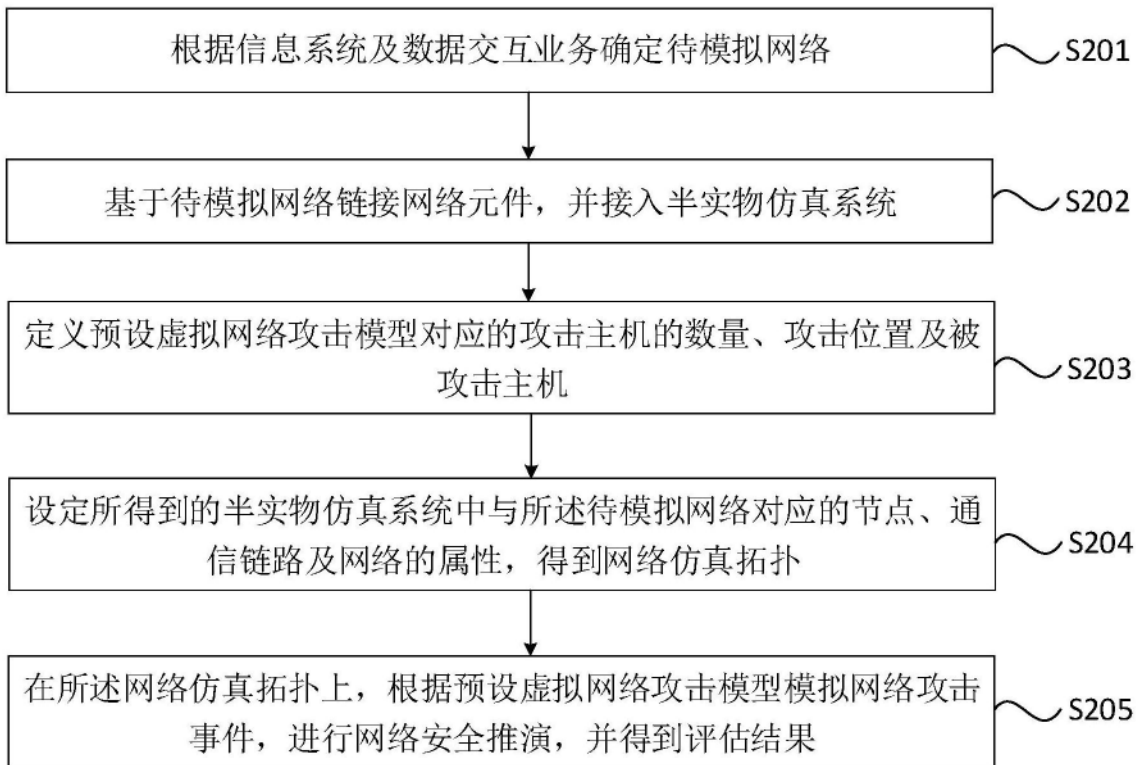 根据信息系统及数据交互业务确定待模拟网络
S201
基于待模拟网络链接网络元件，并接入半实物仿真系统
S202
定义预设虚拟网络攻击模型对应的攻击主机的数量、攻击位置及被
攻击主机
S203
设定所得到的半实物仿真系统中与所述待模拟网络对应的节点、通
信链路及网络的属性，得到网络仿真拓扑
S204
在所述网络仿真拓扑上，根据预设虚拟网络攻击模型模拟网络攻击
事件，进行网络安全推演，并得到评估结果
S205